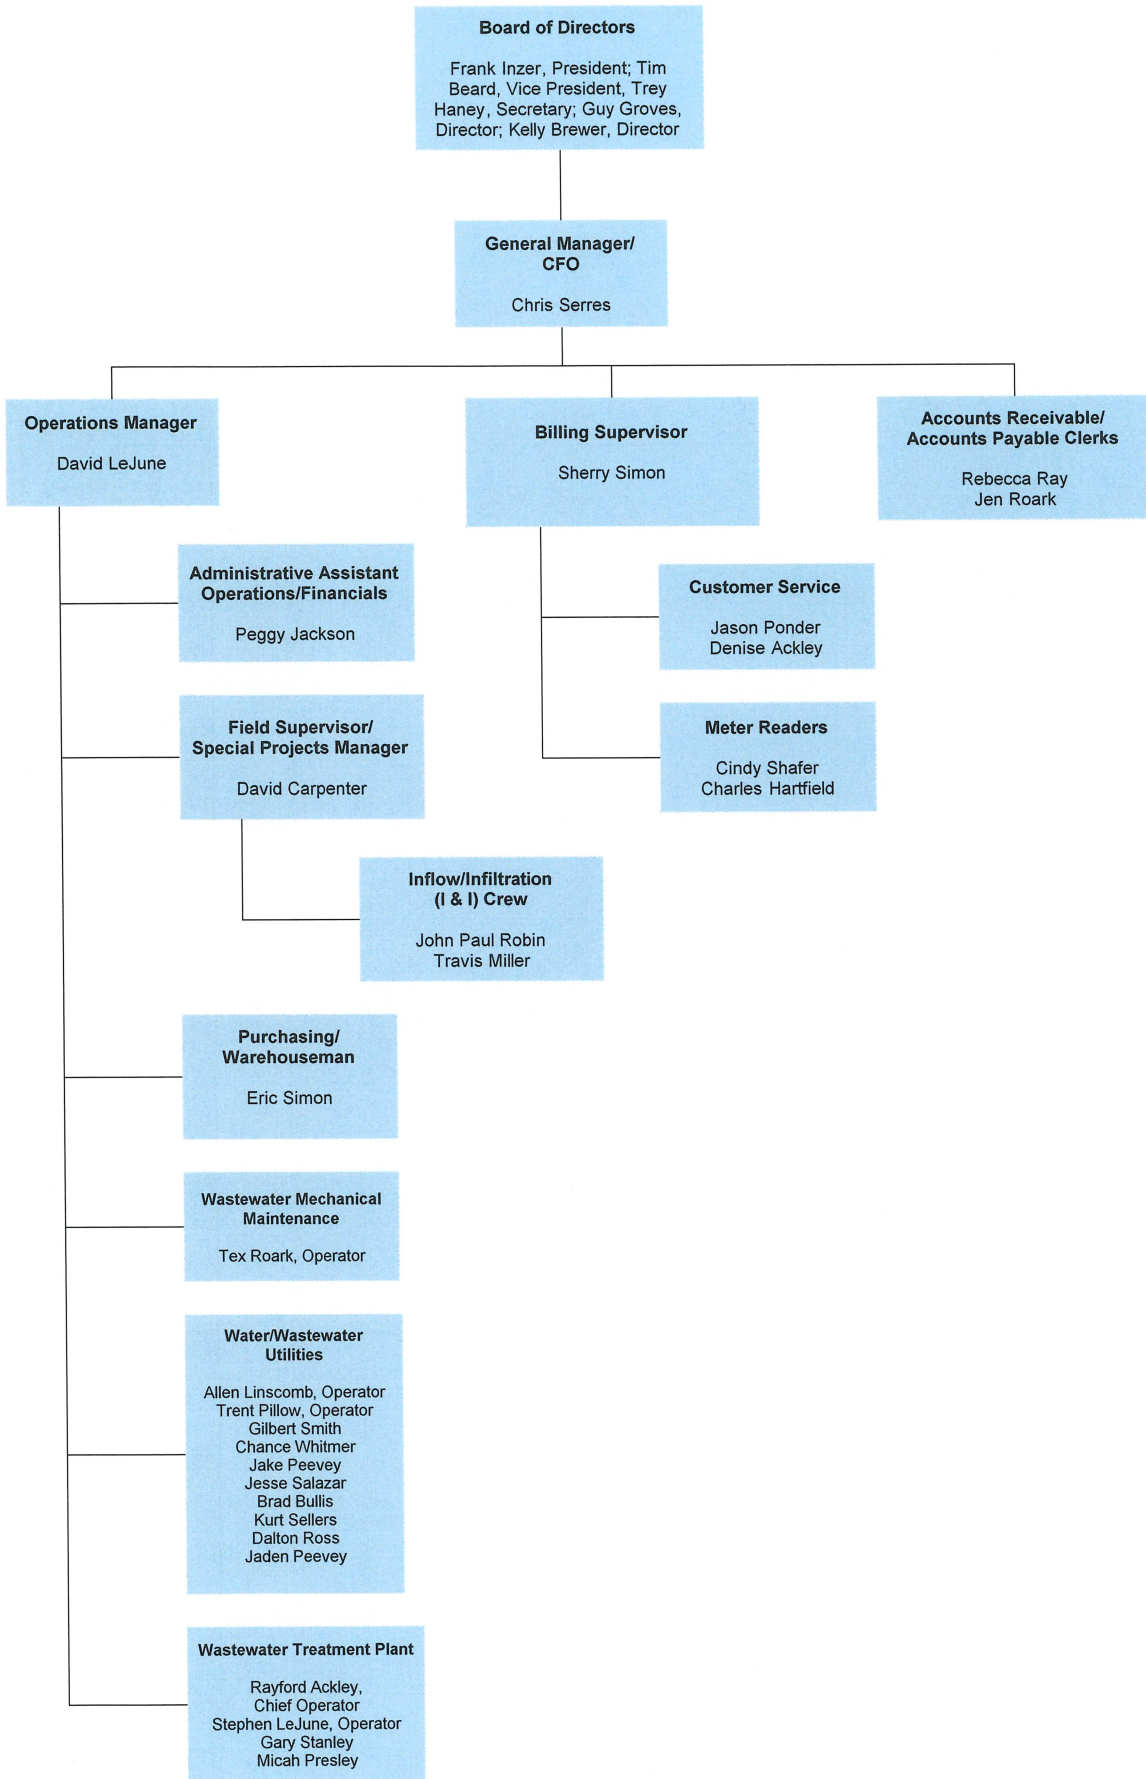 Board of Directors
Frank Inzer, President; Tim
Beard, Vice President, Trey
Haney, Secretary; Guy Groves,
Director; Kelly Brewer, Director
General Manager/
CFO
Chris Serres
Operations Manager
David LeJune
Billing Supervisor
Sherry Simon
Accounts Receivable/
Accounts Payable Clerks
Rebecca Ray
Jen Roark
Administrative Assistant
Operations/Financials
Peggy Jackson
Customer Service
Jason Ponder
Denise Ackley
Field Supervisor/
Special Projects Manager
David Carpenter
Meter Readers
Cindy Shafer
Charles Hartfield
Inflow/Infiltration
(I & I) Crew
John Paul Robin
Travis Miller
Purchasing/
Warehouseman
Eric Simon
Wastewater Mechanical
Maintenance
Tex Roark, Operator
Water/Wastewater
Utilities
Allen Linscomb, Operator
Trent Pillow, Operator
Gilbert Smith
Chance Whitmer
Jake Peevey
Jesse Salazar
Brad Bullis
Kurt Sellers
Dalton Ross
Jaden Peevey
Wastewater Treatment Plant
Rayford Ackley,
Chief Operator
Stephen LeJune, Operator
Gary Stanley
Micah Presley